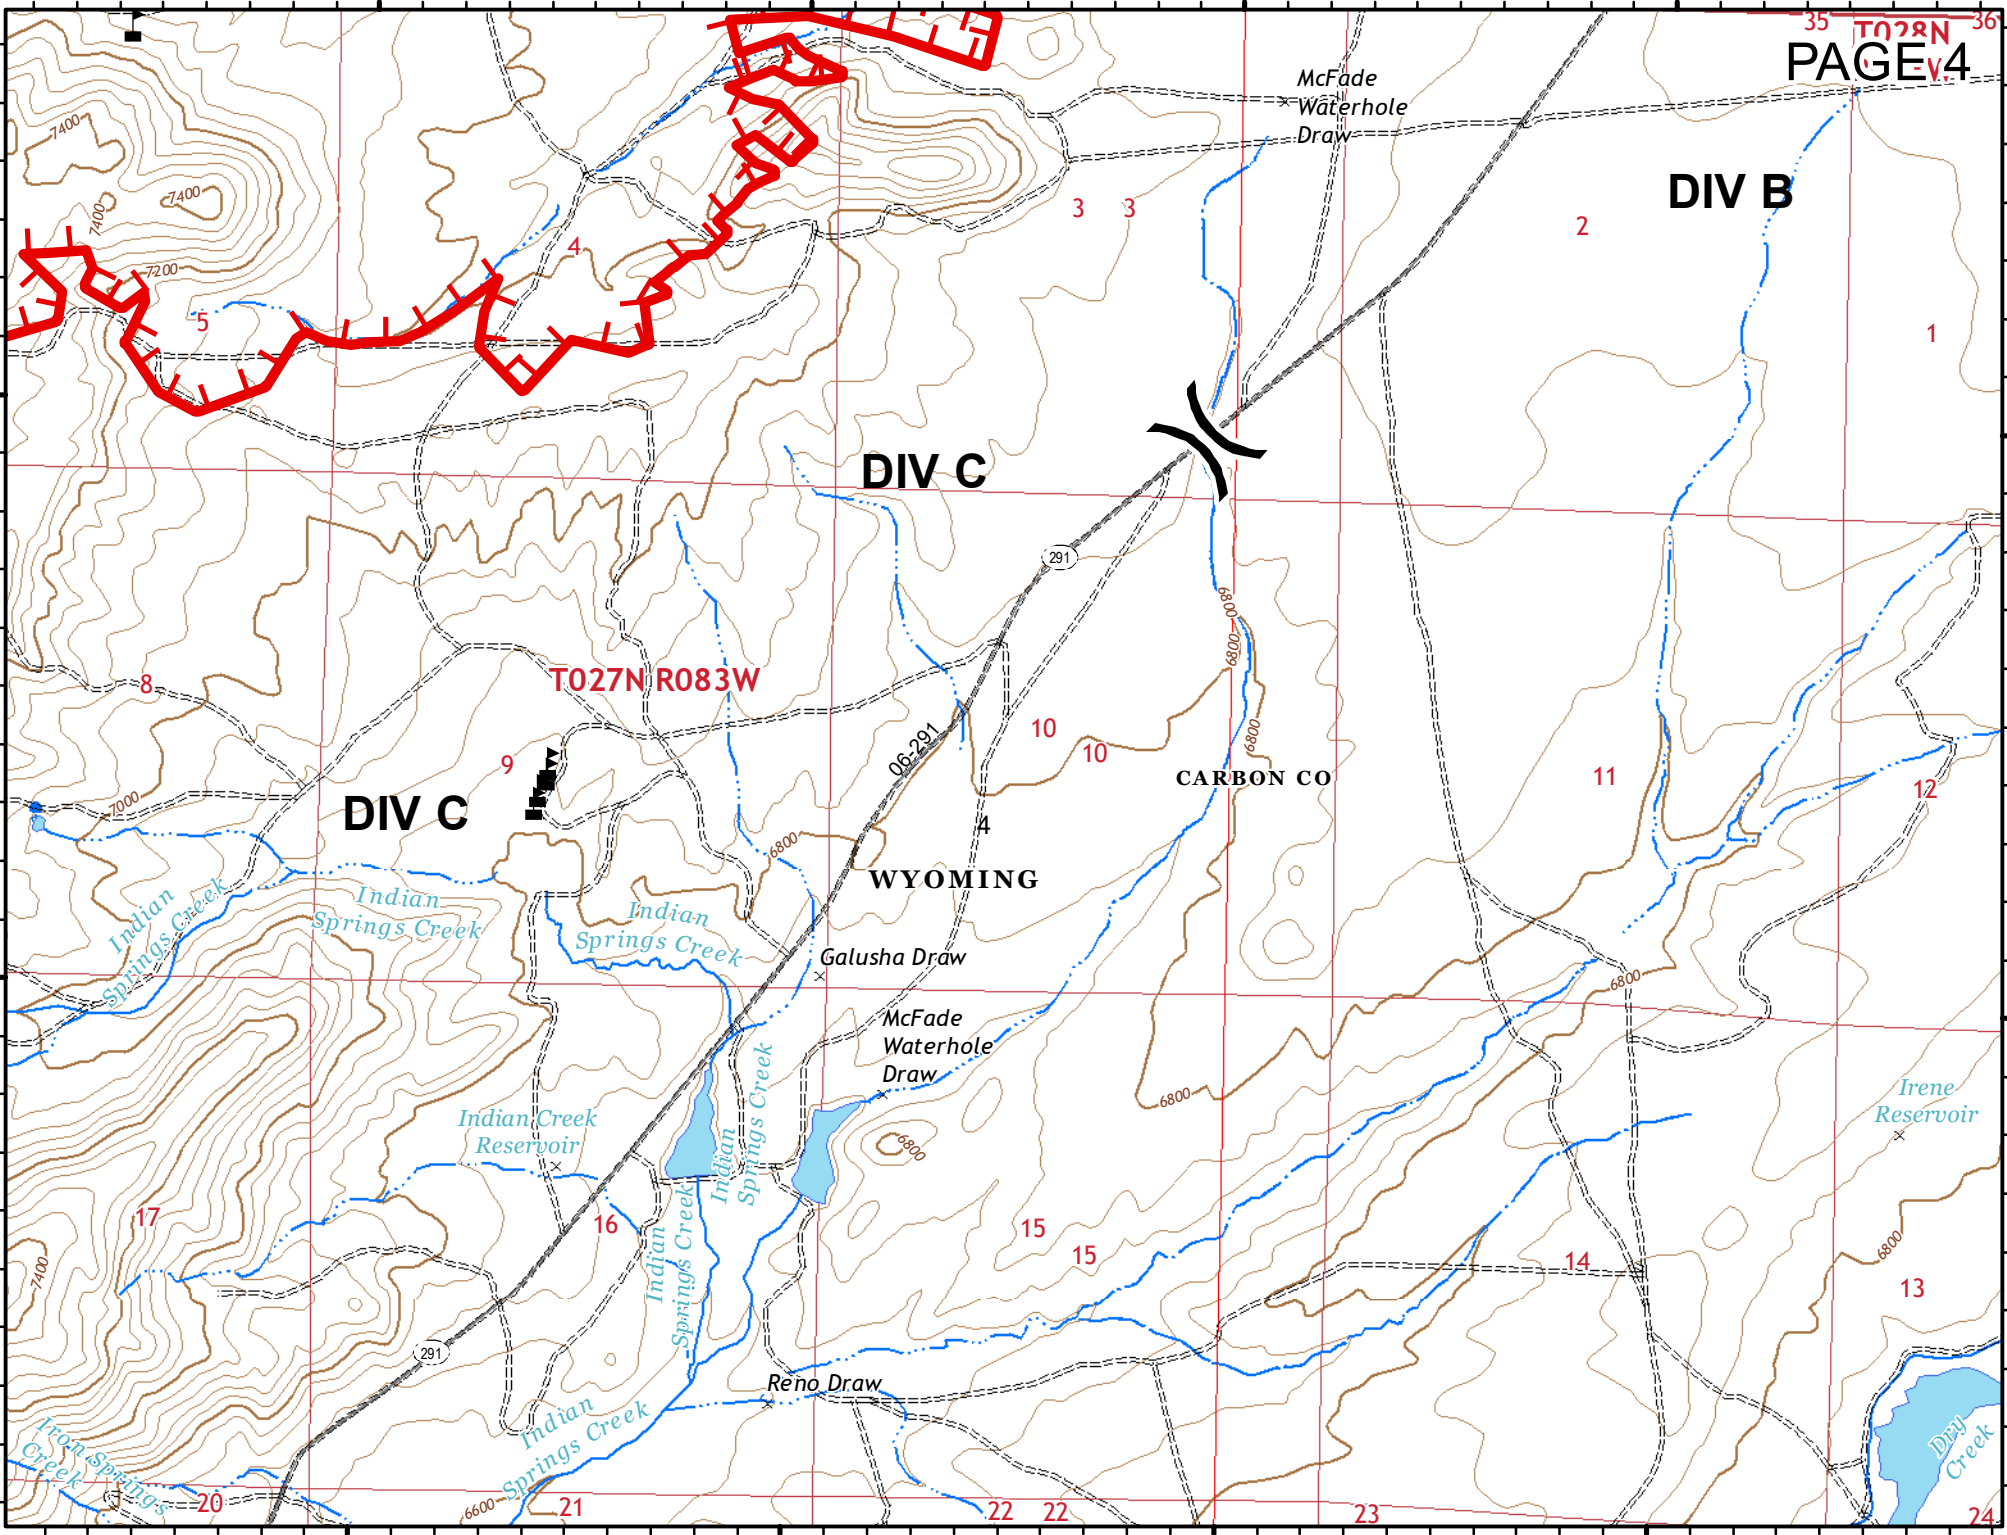 35
36
T028N
PAGE 4
McFade
Waterhole
Draw
7400
7400
7400
DIV B
3
3
2
4
7200
5
1
DIV C
291
6800
6800
T027N R083W
8
6800
10
10
06-291
9
CARBON CO
11
12
7000
DIV C
4
6800
WYOMING
Indian
Springs Creek
Indian
Springs Creek
Indian
Springs Creek
Galusha Draw
6800
McFade
Waterhole
Draw
Indian
Springs Creek
6800
Irene
Reservoir
Indian Creek
Reservoir
6800
17
16
15
15
14
6800
13
7400
Indian
Springs Creek
291
Reno Draw
Indian
Springs Creek
Iron Springs
Creek
Dry
Creek
20
6600
21
22
22
23
24